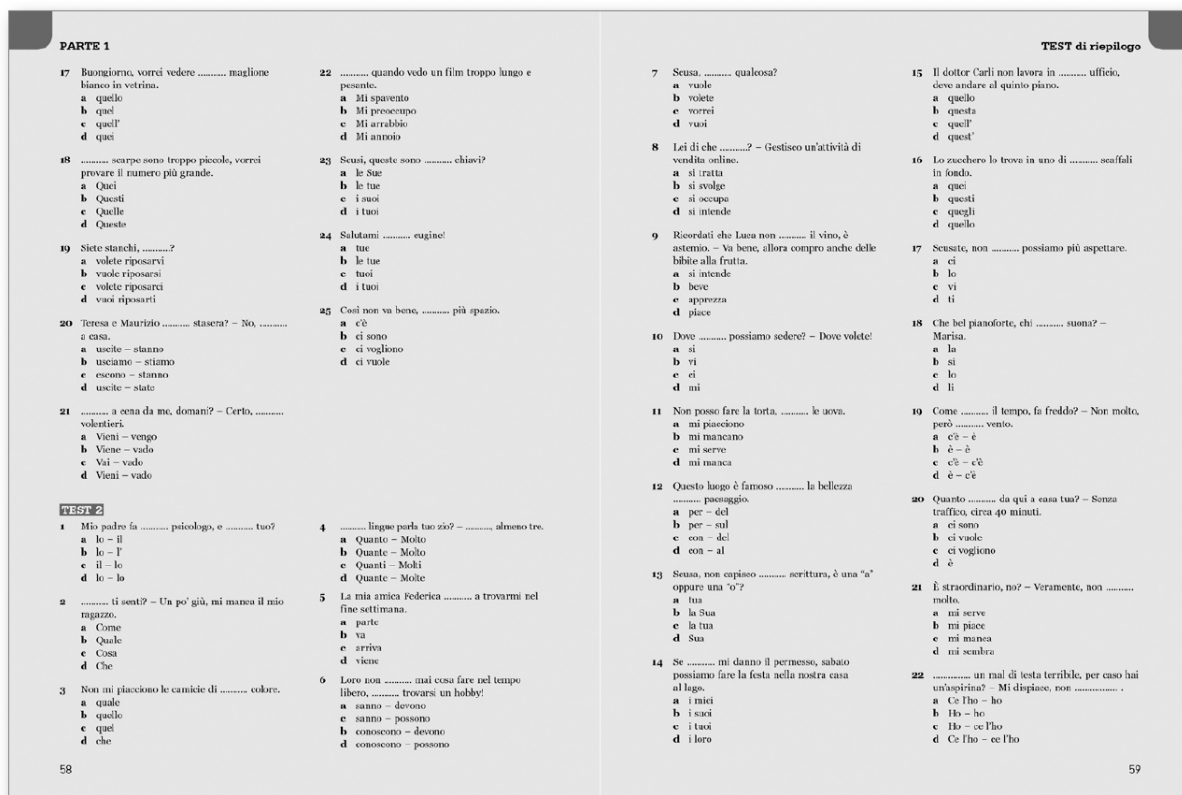 PARTE 1
17 Buongiorno, vorrei vedere ........... maglione
bianco in vetrina.
a quello
b quel
c quell'
d quei
18 ........... scarpe sono troppo piccole, vorrei
provare il numero più grande.
a Quei
b Questi
c Quelle
d Queste
19 Siete stanchi, ...........?
a volete riposarvi
b vuole riposarsi
c volete riposarci
d vuoi riposarti
20 Teresa e Maurizio ........... stasera? – No, ...........
a casa.
a uscite – stanno
b usciamo – stiamo
c escono – stanno
d uscite – state
21 ........... a cena da me, domani? – Certo, ...........
volentieri.
a Vieni – vengo
b Viene – vado
c Vai – vado
d Vieni – vado
22 ........... quando vedo un film troppo lungo e
pesante.
a Mi spavento
b Mi preoccupo
c Mi arrabbio
d Mi annoio
23 Scusi, queste sono ........... chiavi?
a le Sue
b le tue
c i suoi
d i tuoi
24 Salutami ........... cugine!
a tue
b le tue
c tuoi
d i tuoi
25 Così non va bene, ........... più spazio.
a c'è
b ci sono
c ci vogliono
d ci vuole
TEST 2
1 Mio padre fa ........... psicologo, e ........... tuo?
a lo – il
b lo – l'
c il – lo
d lo – lo
2 ........... ti senti? – Un po' giù, mi manca il mio
ragazzo.
a Come
b Quale
c Cosa
d Che
3 Non mi piacciono le camicie di ........... colore.
a quale
b quello
c quel
d che
4 ........... lingue parla tuo zio? – ..........., almeno tre.
a Quanto – Molto
b Quante – Molto
c Quanti – Molti
d Quante – Molte
5 La mia amica Federica ........... a trovarmi nel
fine settimana.
a parte
b va
c arriva
d viene
6 Loro non ........... mai cosa fare nel tempo
libero, ........... trovarsi un hobby!
a sanno – devono
c sanno – possono
b conoscono – devono
d conoscono – possono
58
TEST di riepilogo
7 Scusa, ........... qualcosa?
a vuole
b volete
c vorrei
d vuoi
8 Lei di che ...........? – Gestisco un'attività di
vendita online.
a si tratta
b si svolge
c si occupa
d si intende
9 Ricordati che Luca non ........... il vino, è
astemio. – Va bene, allora compro anche delle
bibite alla frutta.
a si intende
b beve
c apprezza
d piace
10 Dove ........... possiamo sedere? – Dove volete!
a si
b vi
c ci
d mi
11 Non posso fare la torta, ........... le uova.
a mi piacciono
b mi mancano
c mi serve
d mi manca
12 Questo luogo è famoso ........... la bellezza
........... paesaggio.
a per – del
b per – sul
c con – del
d con – al
13 Scusa, non capisco ........... scrittura, è una "a"
oppure una "o"?
a tua
b la Sua
c la tua
d Sua
14 Se ........... mi danno il permesso, sabato
possiamo fare la festa nella nostra casa
al lago.
a i miei
b i suoi
c i tuoi
d i loro
15 Il dottor Carli non lavora in ........... ufficio,
deve andare al quinto piano.
a quello
b questa
c quell'
d quest'
16 Lo zucchero lo trova in uno di ........... scaffali
in fondo.
a quei
b questi
c quegli
d quello
17 Scusate, non ........... possiamo più aspettare.
a ci
b lo
c vi
d ti
18 Che bel pianoforte, chi ........... suona? –
Marisa.
a la
b si
c lo
d li
19 Come ........... il tempo, fa freddo? – Non molto,
però ........... vento.
a c'è – è
b è – è
c c'è – c'è
d è – c'è
20 Quanto ........... da qui a casa tua? – Senza
traffico, circa 40 minuti.
a ci sono
b ci vuole
c ci vogliono
d è
21 È straordinario, no? – Veramente, non ...........
molto.
a mi serve
b mi piace
c mi manca
d mi sembra
22 ............... un mal di testa terribile, per caso hai
un'aspirina? – Mi dispiace, non ................. .
a Ce l'ho – ho
b Ho – ho
c Ho – ce l'ho
d Ce l'ho – ce l'ho
59